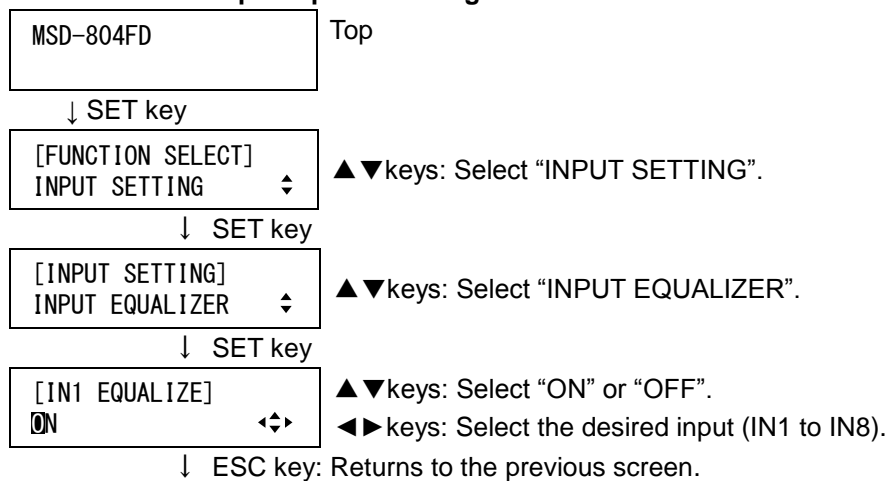 MSD-804FD Top
↓ SET key
[FUNCTION SELECT]
INPUT SETTING
▲▼keys: Select “INPUT SETTING”.
↓ SET key
[INPUT SETTING]
INPUT EQUALIZER
▲▼keys: Select “INPUT EQUALIZER”.
↓ SET key
[IN1 EQUALIZE]
ON
▲▼keys: Select “ON” or “OFF”.
◄►keys: Select the desired input (IN1 to IN8).
↓ ESC key: Returns to the previous screen.